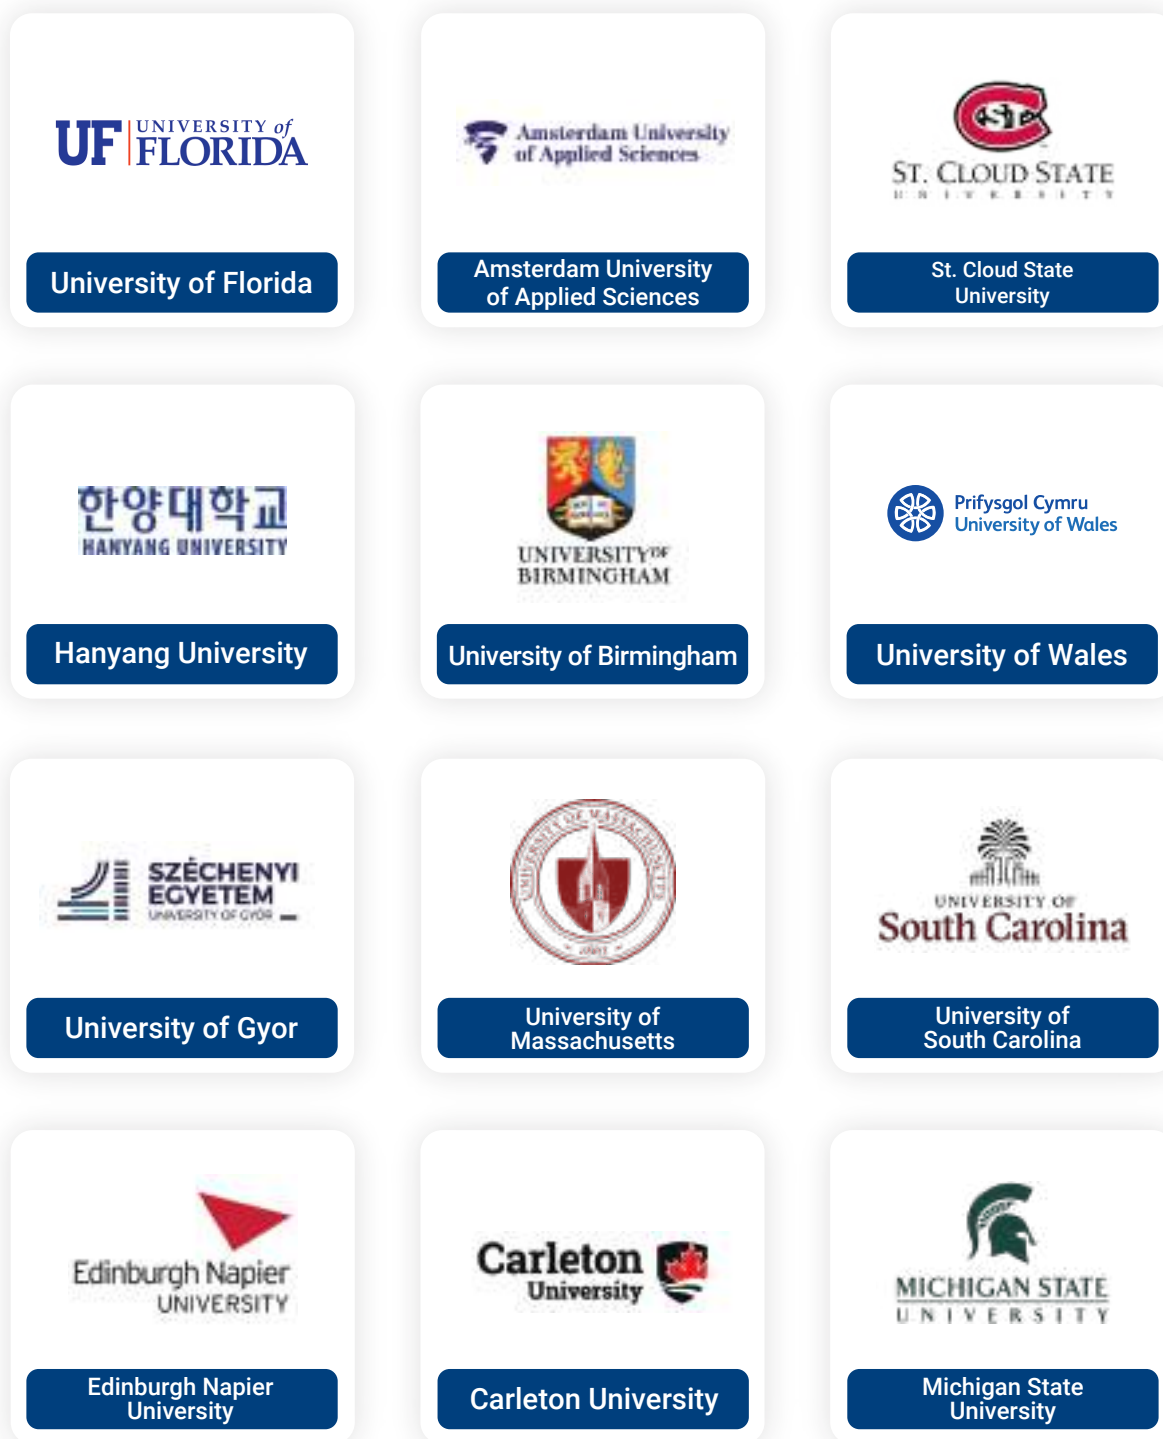 UF UNIVERSITY of
FLORIDA
University of Florida
Amsterdam University
of Applied Sciences
Amsterdam University
of Applied Sciences
ST. CLOUD STATE
UNIVERSITY
St. Cloud State
University
한양대학교
HANYANG UNIVERSITY
Hanyang University
UNIVERSITY OF
BIRMINGHAM
University of Birmingham
Prifysgol Cymru
University of Wales
University of Wales
SZÉCHENYI
EGYETEM
UNIVERSITY OF GYŐR
University of Gyor
UNIVERSITY OF MASSACHUSETTS
University of
Massachusetts
UNIVERSITY OF
South Carolina
University of
South Carolina
Edinburgh Napier
UNIVERSITY
Edinburgh Napier
University
Carleton
University
Carleton University
MICHIGAN STATE
UNIVERSITY
Michigan State
University